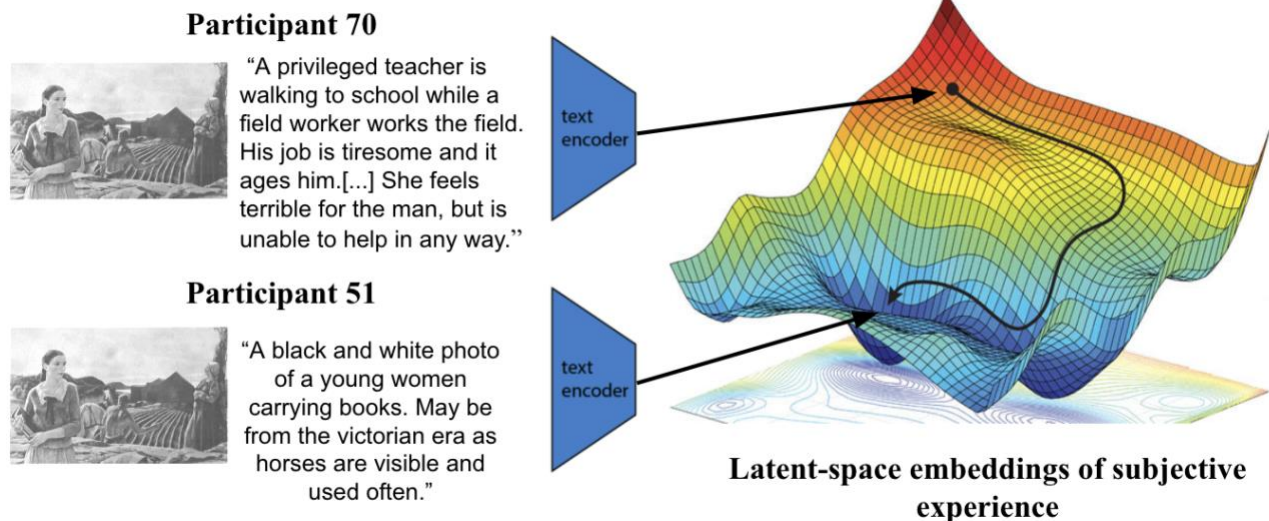 Participant 70
“A privileged teacher is
walking to school while a
field worker works the field.
His job is tiresome and it
ages him.[...] She feels
terrible for the man, but is
unable to help in any way.”
text
encoder
Participant 51
“A black and white photo
of a young women
carrying books. May be
from the victorian era as
horses are visible and
used often.”
text
encoder
Latent-space embeddings of subjective
experience